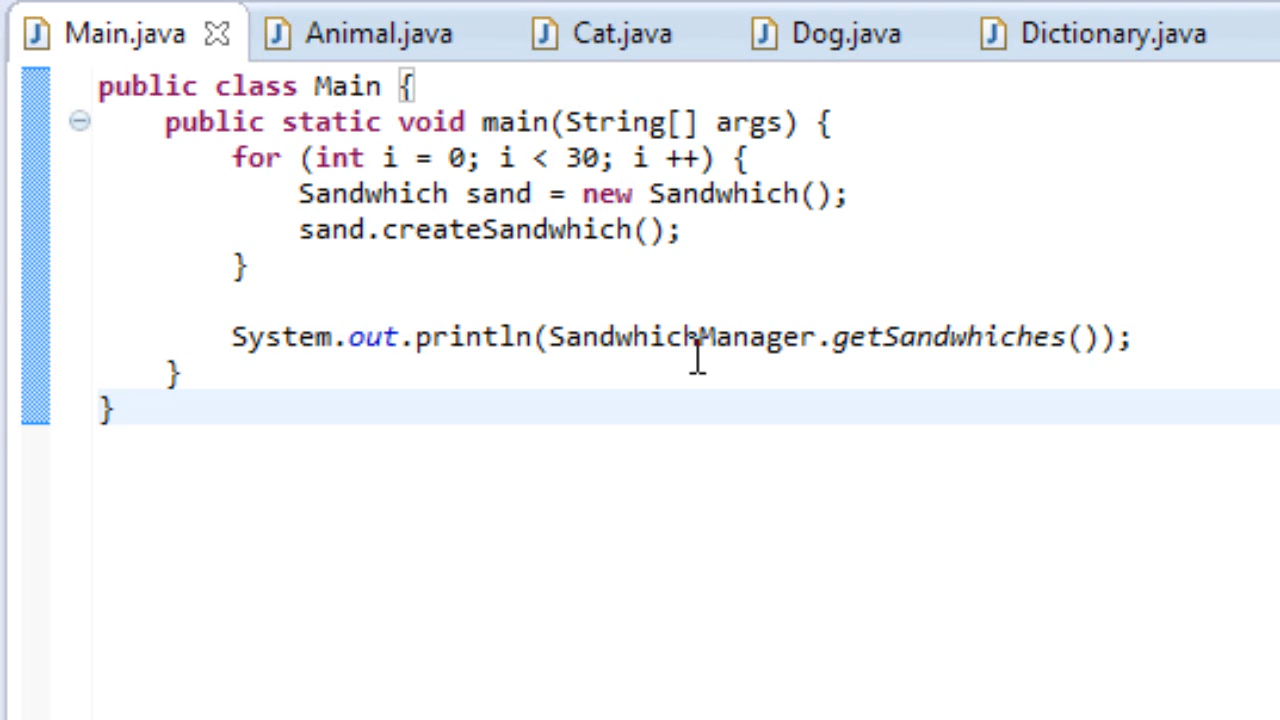 Main.java Animal.java Cat.java Dog.java Dictionary.java
public class Main {
public static void main(String[] args) {
for (int i = 0; i < 30; i ++) {
Sandwhich sand = new Sandwhich();
sand.createSandwhich();
}
System.out.println(SandwhichManager.getSandwhiches());
}
}